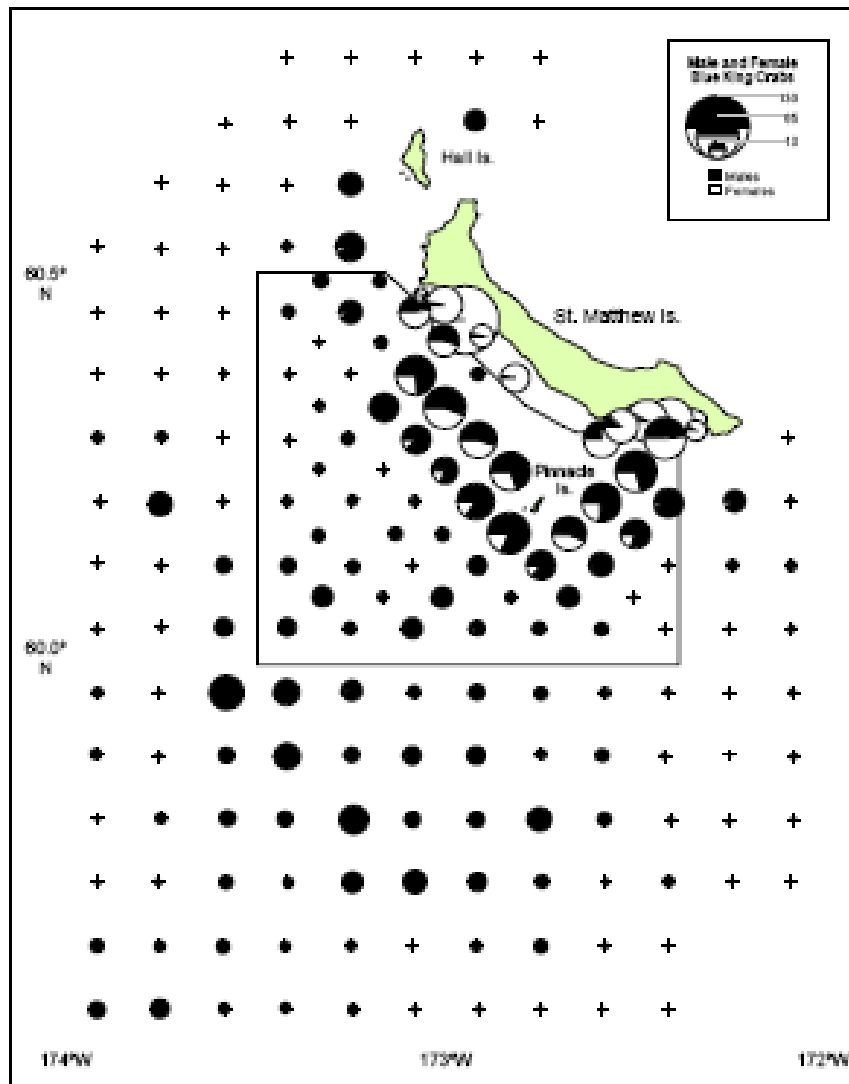 Male and Female
Blue King Crabs
Males
Females
Hall Is.
60.5°
N
St. Matthew Is.
Pinnacle
Is.
60.0°
N
174°W
173°W
172°W